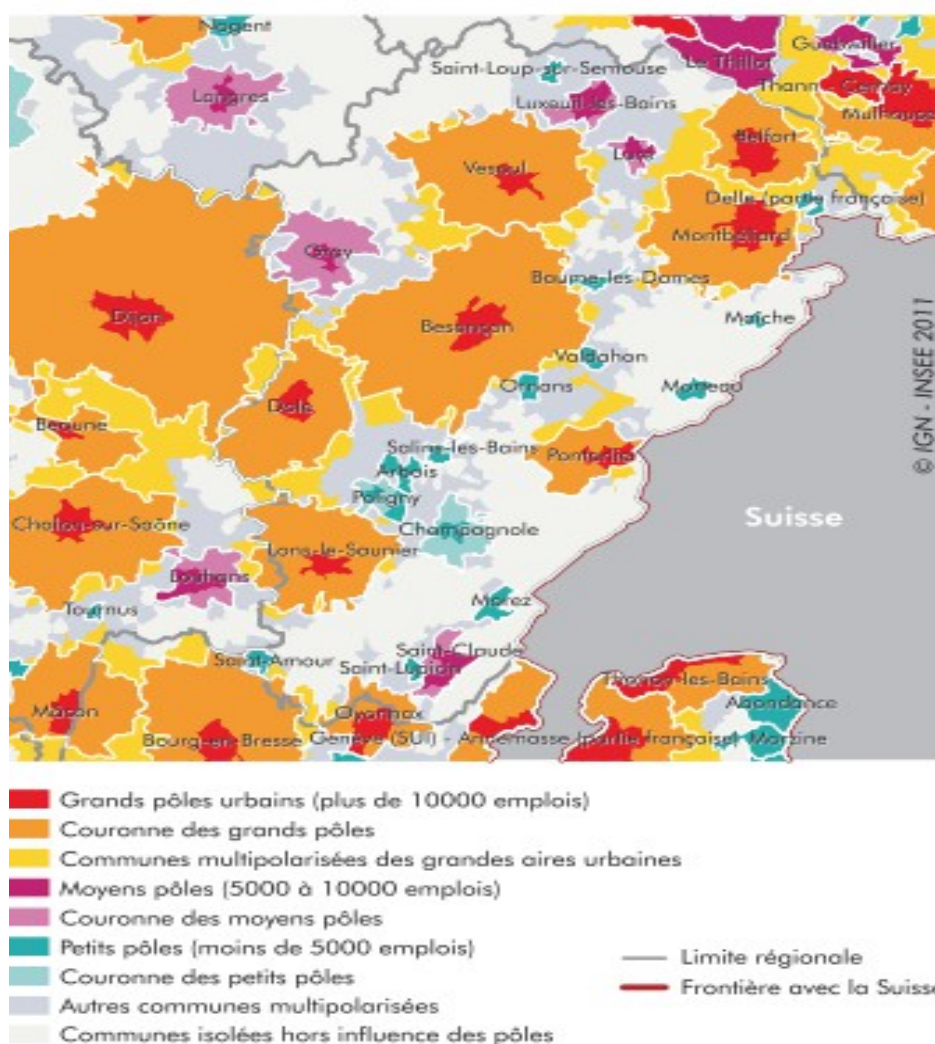 Nogent
Guebwiller
Le Thillot
Saint-Loup-sur-Semouse
Thann - Cernay
Langres
Luxeuil-les-Bains
Mulhouse
Belfort
Lure
Vesoul
Delle (partie française)
Montbéliard
Gray
Baume-les-Dames
Dijon
Besançon
Maîche
Valdahon
Ornans
Morteau
Dole
Beaune
Salins-les-Bains
Pontarlier
Arbois
Poligny
Chalon-sur-Saône
Champagnole
Suisse
Lons-le-Saunier
Louhans
Morez
Tournus
Saint-Claude
Saint-Amour
Saint-Lupicin
Thonon-les-Bains
Abondance
Mâcon
Oyonnax
Bourg-en-Bresse
Genève (SUI) - Annemasse (partie française)
Morzine
© IGN - INSEE 2011
Grands pôles urbains (plus de 10000 emplois)
Couronne des grands pôles
Communes multipolarisées des grandes aires urbaines
Moyens pôles (5000 à 10000 emplois)
Couronne des moyens pôles
Petits pôles (moins de 5000 emplois)
Couronne des petits pôles
Autres communes multipolarisées
Communes isolées hors influence des pôles
Limite régionale
Frontière avec la Suisse